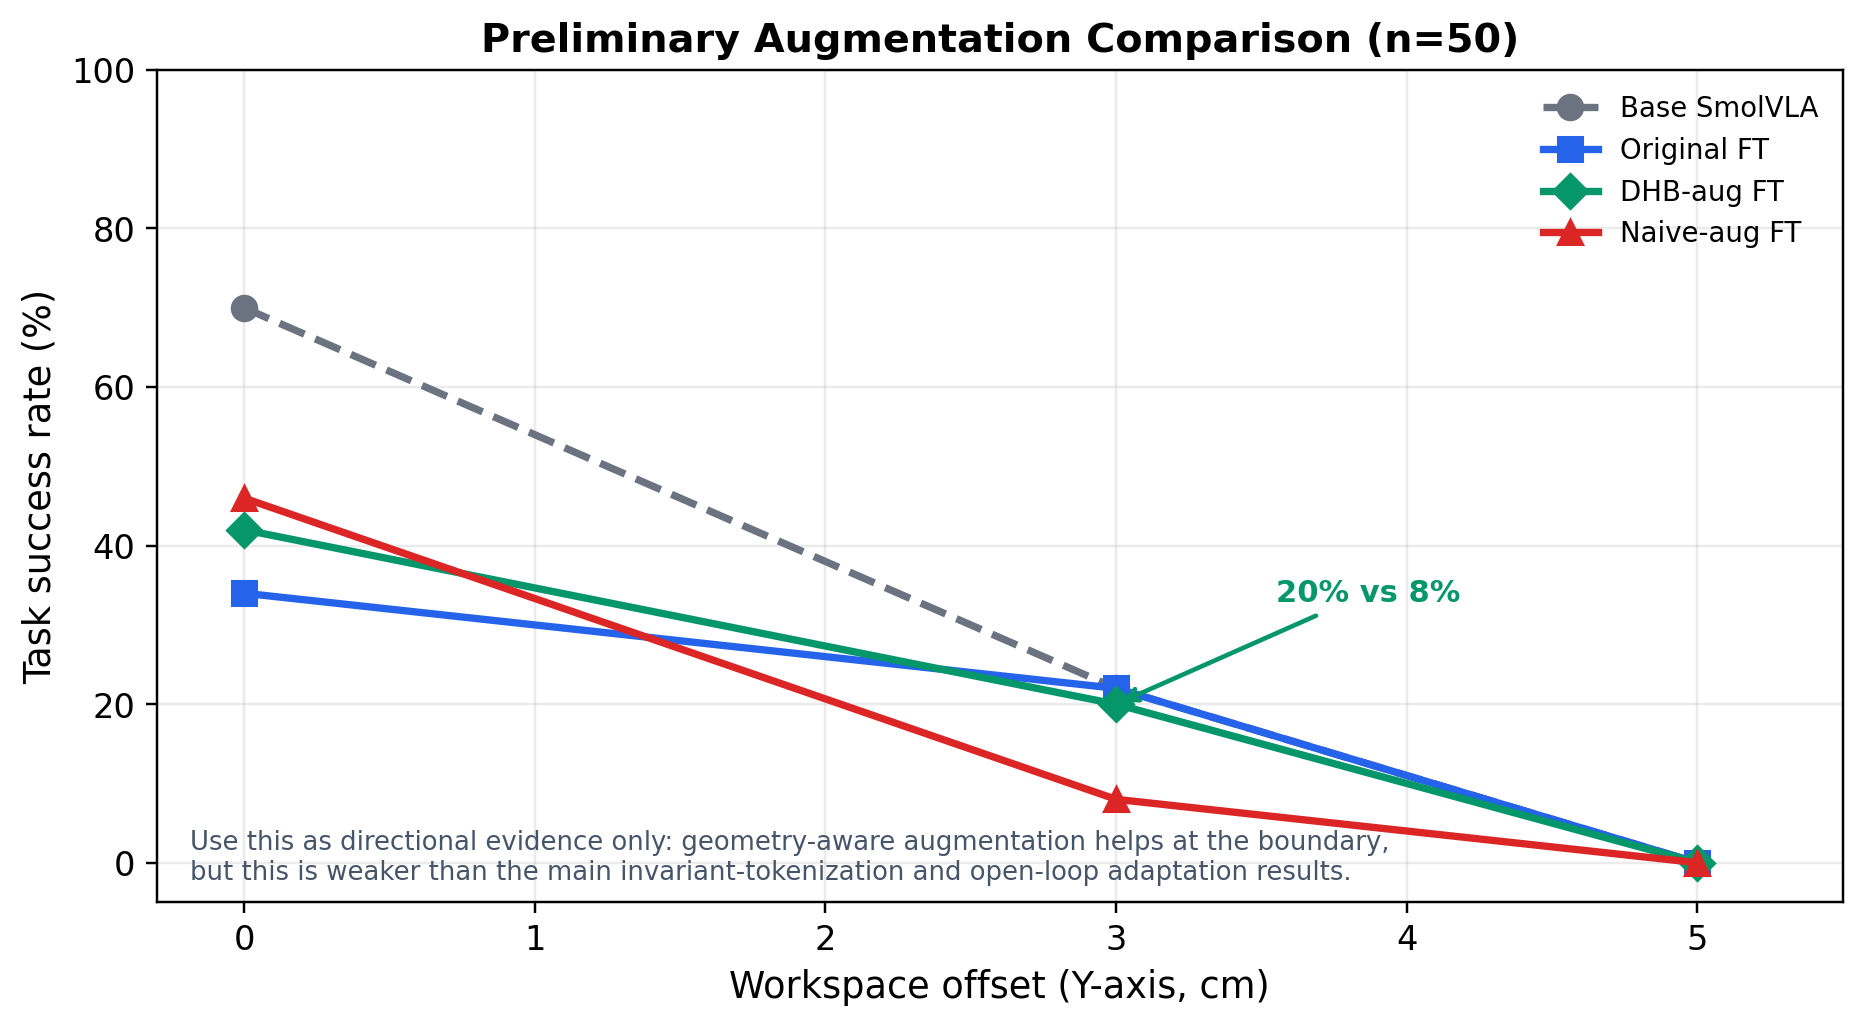 Preliminary Augmentation Comparison (n=50)
100
80
60
40
20
0
Task success rate (%)
Base SmolVLA
Original FT
DHB-aug FT
Naive-aug FT
20% vs 8%
Use this as directional evidence only: geometry-aware augmentation helps at the boundary,
but this is weaker than the main invariant-tokenization and open-loop adaptation results.
0
1
2
3
4
5
Workspace offset (Y-axis, cm)